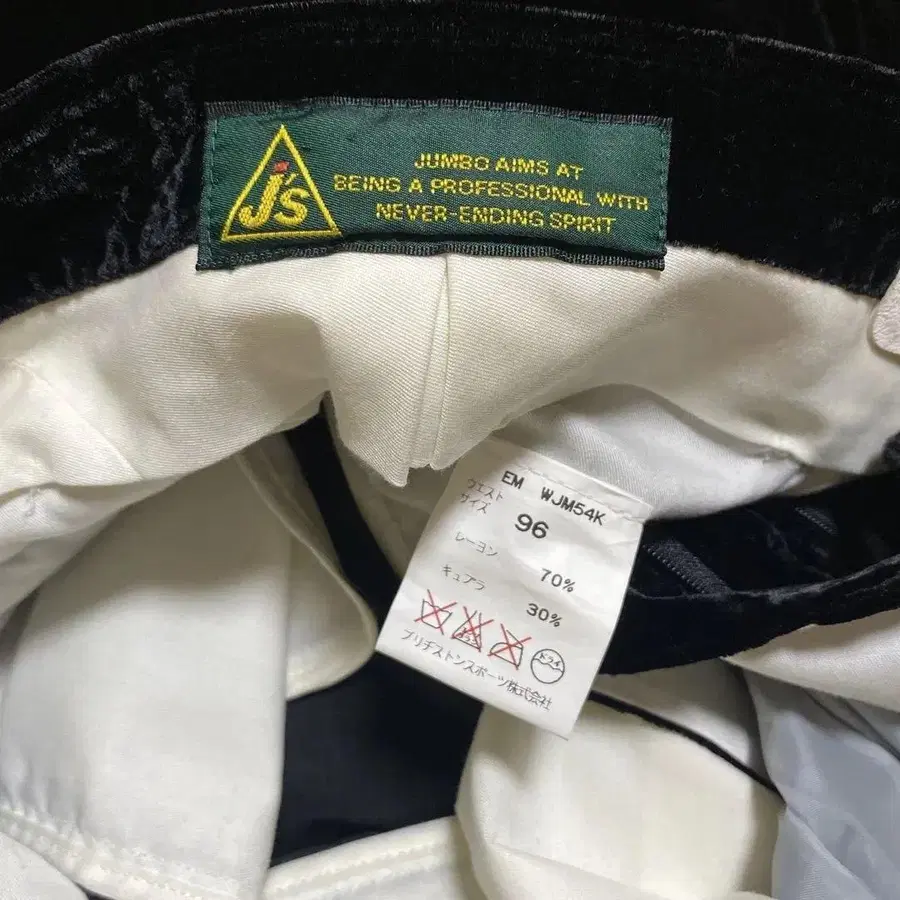 J's
JUMBO AIMS AT
BEING A PROFESSIONAL WITH
NEVER-ENDING SPIRIT
EM WJM54K
ウエスト
サイズ
96
レーヨン 70%
キュプラ 30%
ドライ
ブリヂストンスポーツ株式会社